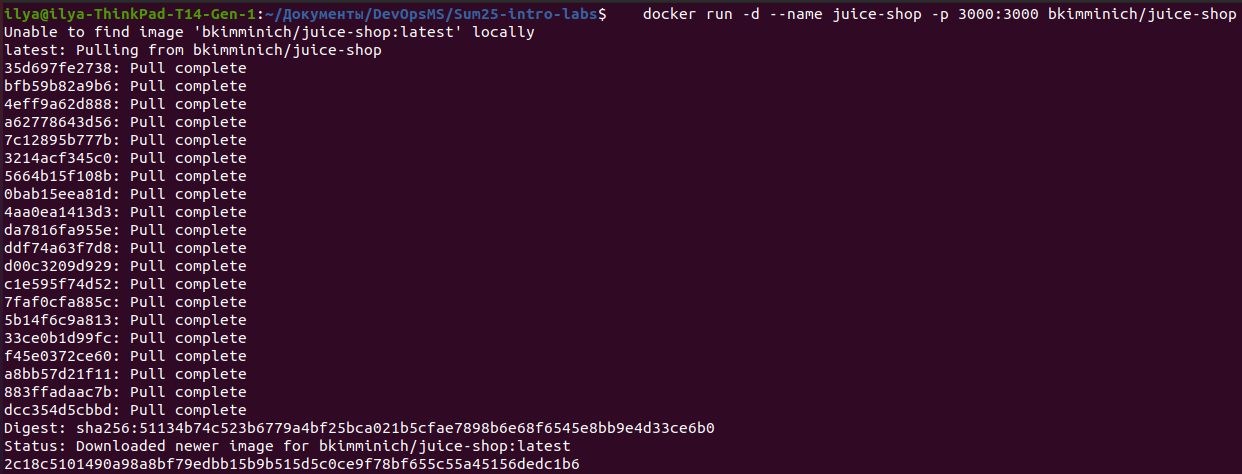 ilya@ilya-ThinkPad-T14-Gen-1:~/Документы/DevOpsMS/Sum25-intro-labs$    docker run -d --name juice-shop -p 3000:3000 bkimminich/juice-shop
Unable to find image 'bkimminich/juice-shop:latest' locally
latest: Pulling from bkimminich/juice-shop
35d697fe2738: Pull complete
bfb59b82a9b6: Pull complete
4eff9a62d888: Pull complete
a62778643d56: Pull complete
7c12895b777b: Pull complete
3214acf345c0: Pull complete
5664b15f108b: Pull complete
0bab15eea81d: Pull complete
4aa0ea1413d3: Pull complete
da7816fa955e: Pull complete
ddf74a63f7d8: Pull complete
d00c3209d929: Pull complete
c1e595f74d52: Pull complete
7faf0cfa885c: Pull complete
5b14f6c9a813: Pull complete
33ce0b1d99fc: Pull complete
f45e0372ce60: Pull complete
a8bb57d21f11: Pull complete
883ffadaac7b: Pull complete
dcc354d5cbbd: Pull complete
Digest: sha256:51134b74c523b6779a4bf25bca021b5cfae7898b6e68f6545e8bb9e4d33ce6b0
Status: Downloaded newer image for bkimminich/juice-shop:latest
2c18c5101490a98a8bf79edbb15b9b515d5c0ce9f78bf655c55a45156dedc1b6